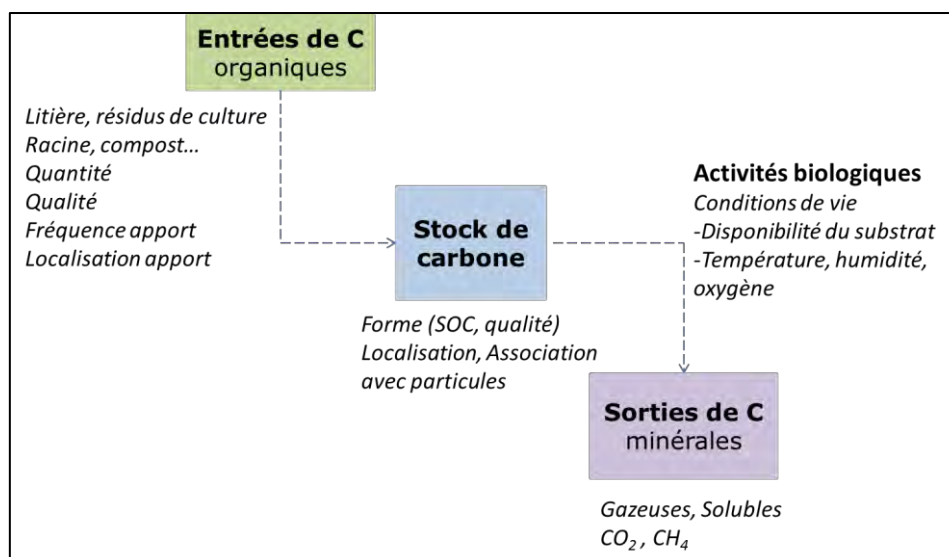 Entrées de C
organiques
Litière, résidus de culture
Racine, compost...
Quantité
Qualité
Fréquence apport
Localisation apport
Stock de
carbone
Forme (SOC, qualité)
Localisation, Association
avec particules
Activités biologiques
Conditions de vie
-Disponibilité du substrat
-Température, humidité,
oxygène
Sorties de C
minérales
Gazeuses, Solubles
CO₂ , CH₄